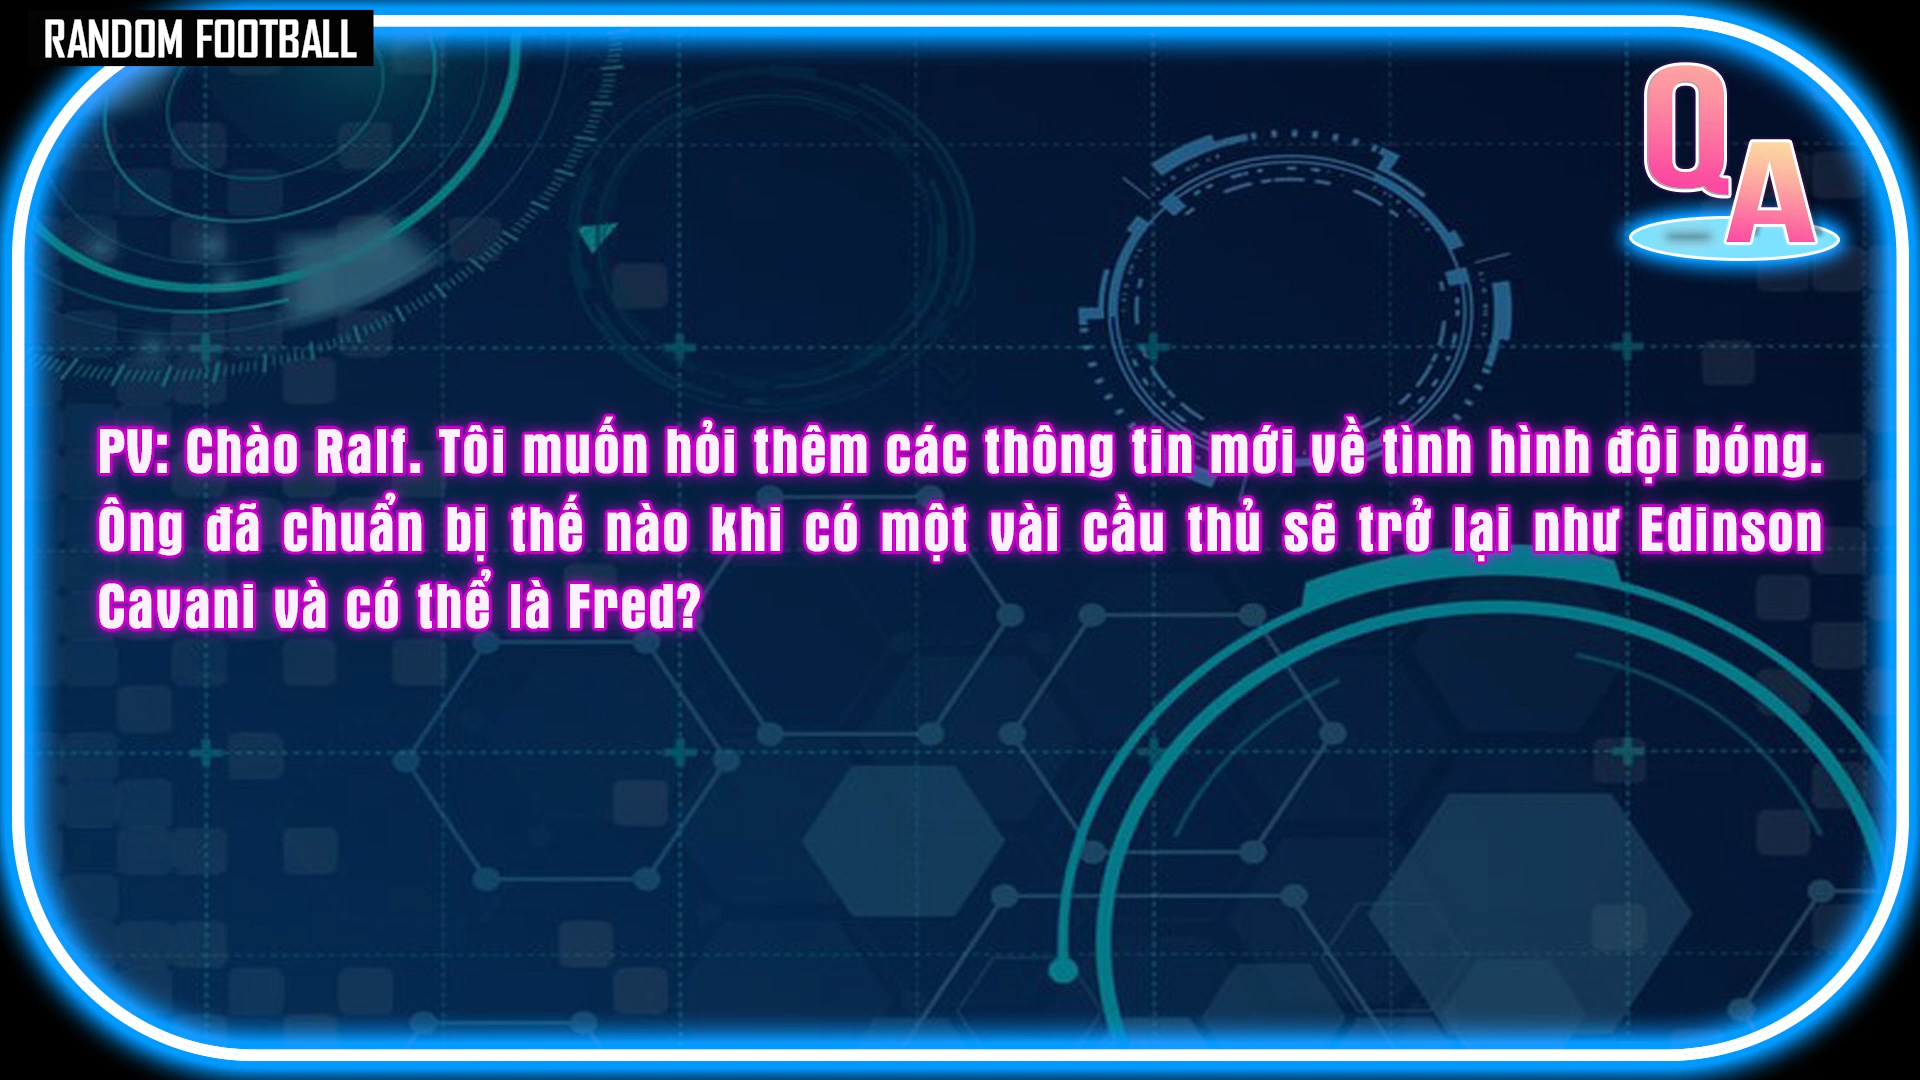 RANDOM FOOTBALL
QA
PV: Chào Ralf. Tôi muốn hỏi thêm các thông tin mới về tình hình đội bóng.
Ông đã chuẩn bị thế nào khi có một vài cầu thủ sẽ trở lại như Edinson
Cavani và có thể là Fred?